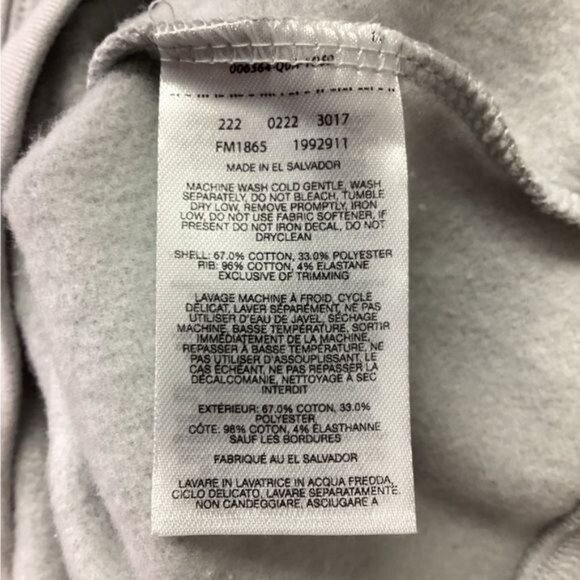 222 0222 3017
FM1865 1992911
MADE IN EL SALVADOR
MACHINE WASH COLD GENTLE, WASH
SEPARATELY, DO NOT BLEACH, TUMBLE
DRY LOW, REMOVE PROMPTLY, IRON
LOW, DO NOT USE FABRIC SOFTENER, IF
PRESENT DO NOT IRON DECAL, DO NOT
DRYCLEAN
SHELL: 67.0% COTTON, 33.0% POLYESTER
RIB: 96% COTTON, 4% ELASTANE
EXCLUSIVE OF TRIMMING
LAVAGE MACHINE À FROID, CYCLE
DÉLICAT, LAVER SÉPARÉMENT, NE PAS
UTILISER D'EAU DE JAVEL, SÉCHAGE
MACHINE, BASSE TEMPÉRATURE, SORTIR
IMMÉDIATEMENT DE LA MACHINE,
REPASSER À BASSE TEMPÉRATURE, NE
PAS UTILISER D'ASSOUPLISSANT, LE
CAS ÉCHÉANT, NE PAS REPASSER LA
DÉCALCOMANIE, NETTOYAGE À SEC
INTERDIT
EXTÉRIEUR: 67.0% COTON, 33.0%
POLYESTER
CÔTE: 96% COTON, 4% ÉLASTHANNE
SAUF LES BORDURES
FABRIQUÉ AU EL SALVADOR
LAVARE IN LAVATRICE IN ACQUA FREDDA,
CICLO DELICATO, LAVARE SEPARATAMENTE.
NON CANDEGGIARE, ASCIUGARE A